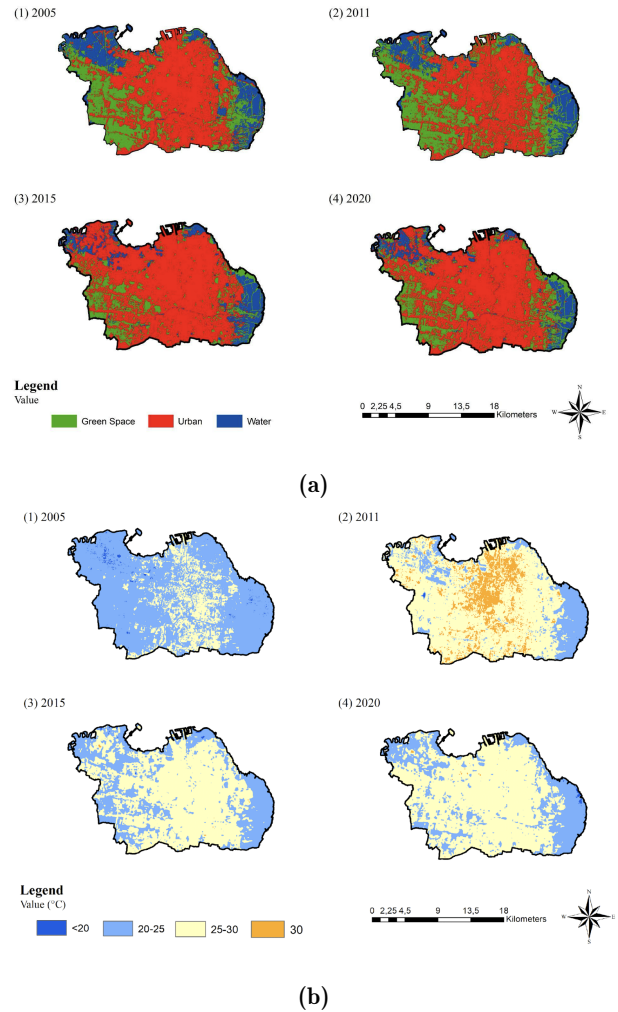 (1) 2005
(2) 2011
(3) 2015
(4) 2020
Legend
Value
Green Space
Urban
Water
0 2,25 4,5 9 13,5 18
Kilometers
N
W E
S
(a)
(1) 2005
(2) 2011
(3) 2015
(4) 2020
Legend
Value (°C)
<20
20-25
25-30
30
0 2,25 4,5 9 13,5 18
Kilometers
N
W E
S
(b)